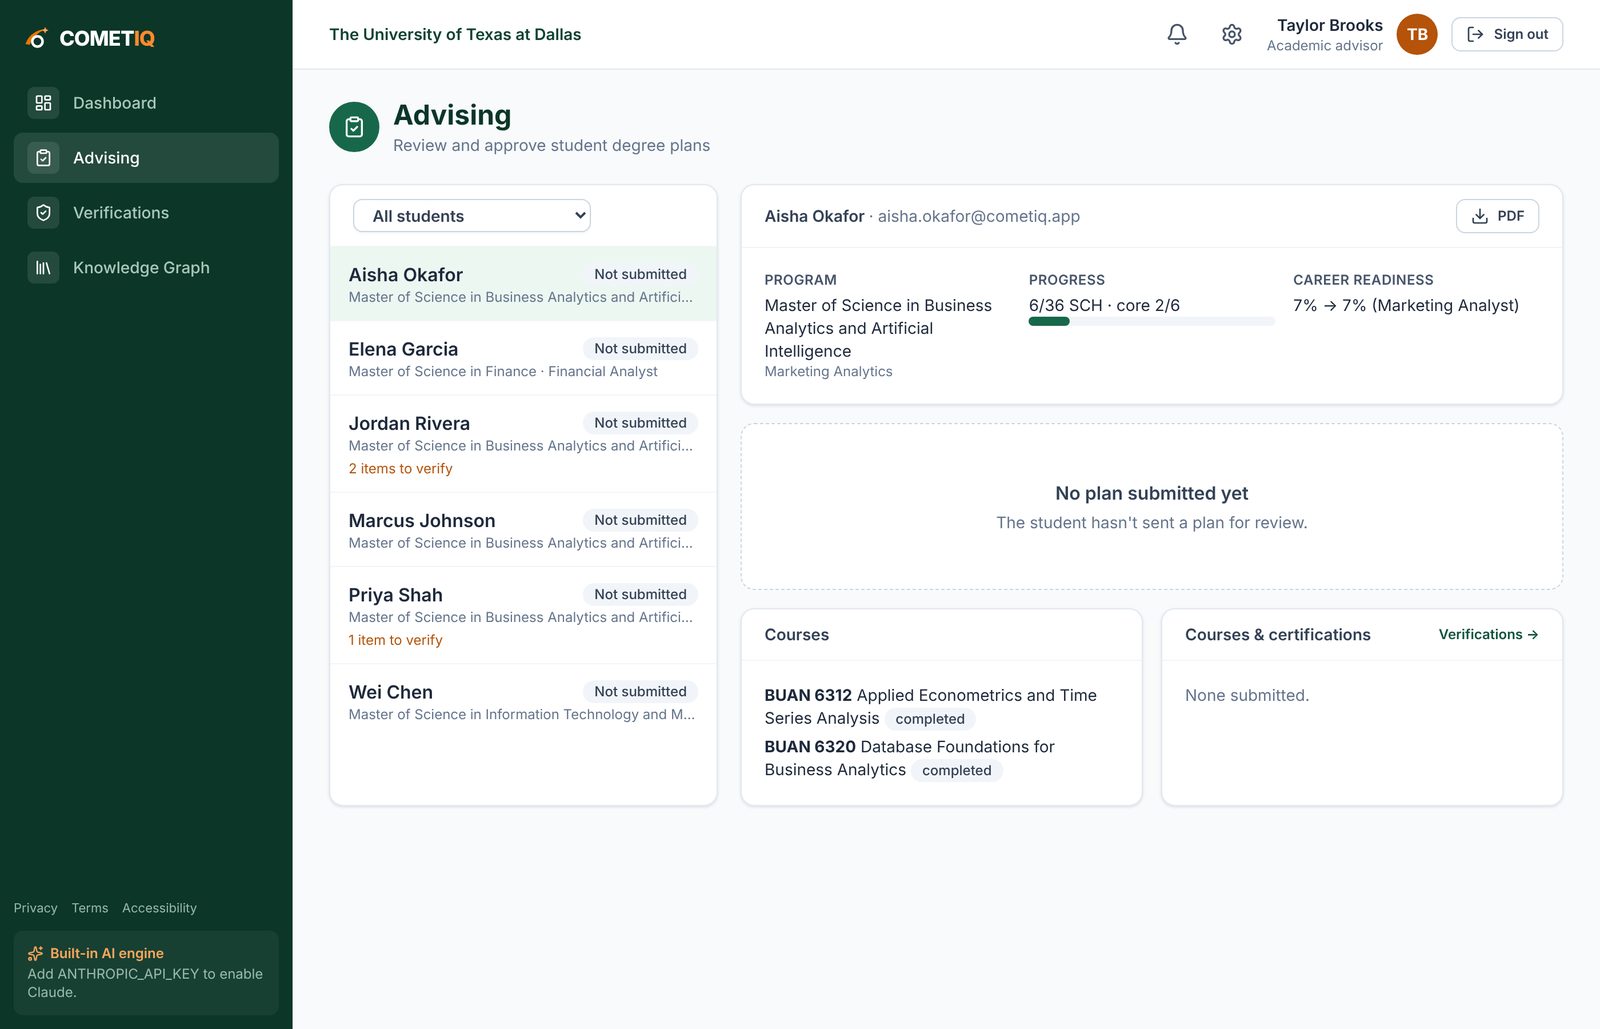 COMETIQ
Dashboard
Advising
Verifications
Knowledge Graph
Privacy Terms Accessibility
Built-in AI engine
Add ANTHROPIC_API_KEY to enable
Claude.
The University of Texas at Dallas
Taylor Brooks
Academic advisor
TB
Sign out
Advising
Review and approve student degree plans
All students
Aisha Okafor Not submitted
Master of Science in Business Analytics and Artifici...
Elena Garcia Not submitted
Master of Science in Finance · Financial Analyst
Jordan Rivera Not submitted
Master of Science in Business Analytics and Artifici...
2 items to verify
Marcus Johnson Not submitted
Master of Science in Business Analytics and Artifici...
Priya Shah Not submitted
Master of Science in Business Analytics and Artifici...
1 item to verify
Wei Chen Not submitted
Master of Science in Information Technology and M...
Aisha Okafor · aisha.okafor@cometiq.app
PDF
PROGRAM
Master of Science in Business
Analytics and Artificial
Intelligence
Marketing Analytics
PROGRESS
6/36 SCH · core 2/6
CAREER READINESS
7% → 7% (Marketing Analyst)
No plan submitted yet
The student hasn't sent a plan for review.
Courses
BUAN 6312 Applied Econometrics and Time
Series Analysis completed
BUAN 6320 Database Foundations for
Business Analytics completed
Courses & certifications
Verifications →
None submitted.